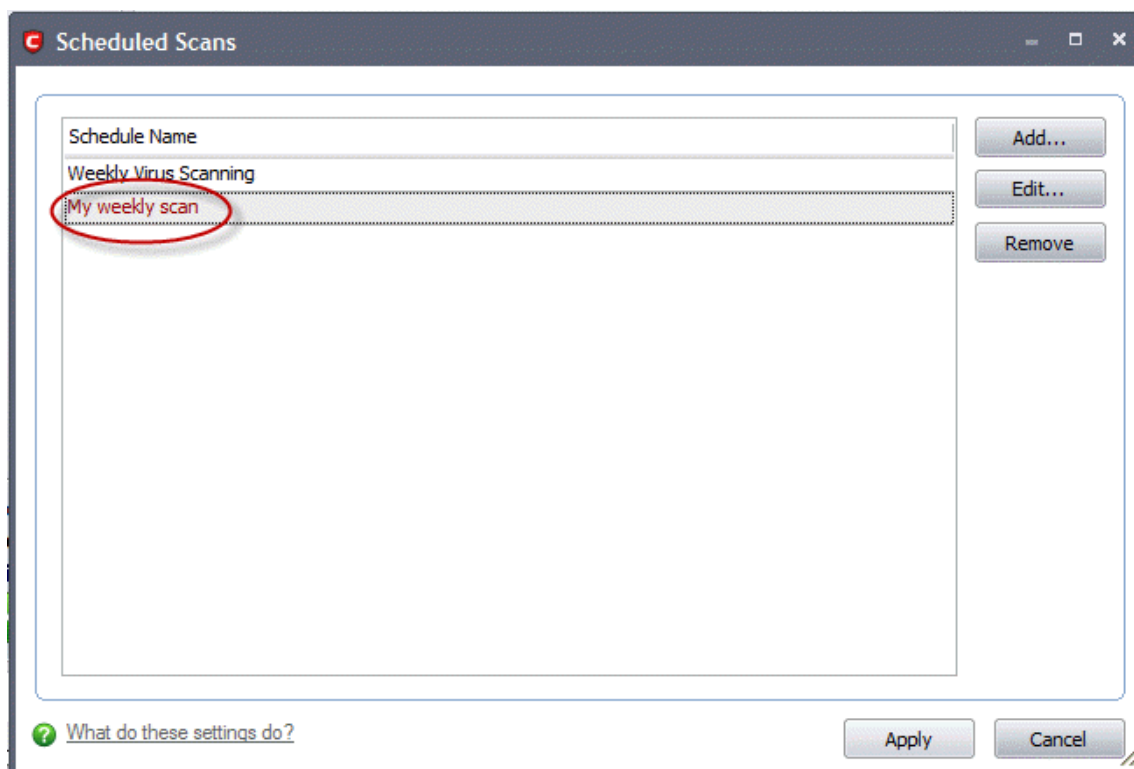 Scheduled Scans
Schedule Name
Weekly Virus Scanning
My weekly scan
Add...
Edit...
Remove
What do these settings do?
Apply
Cancel